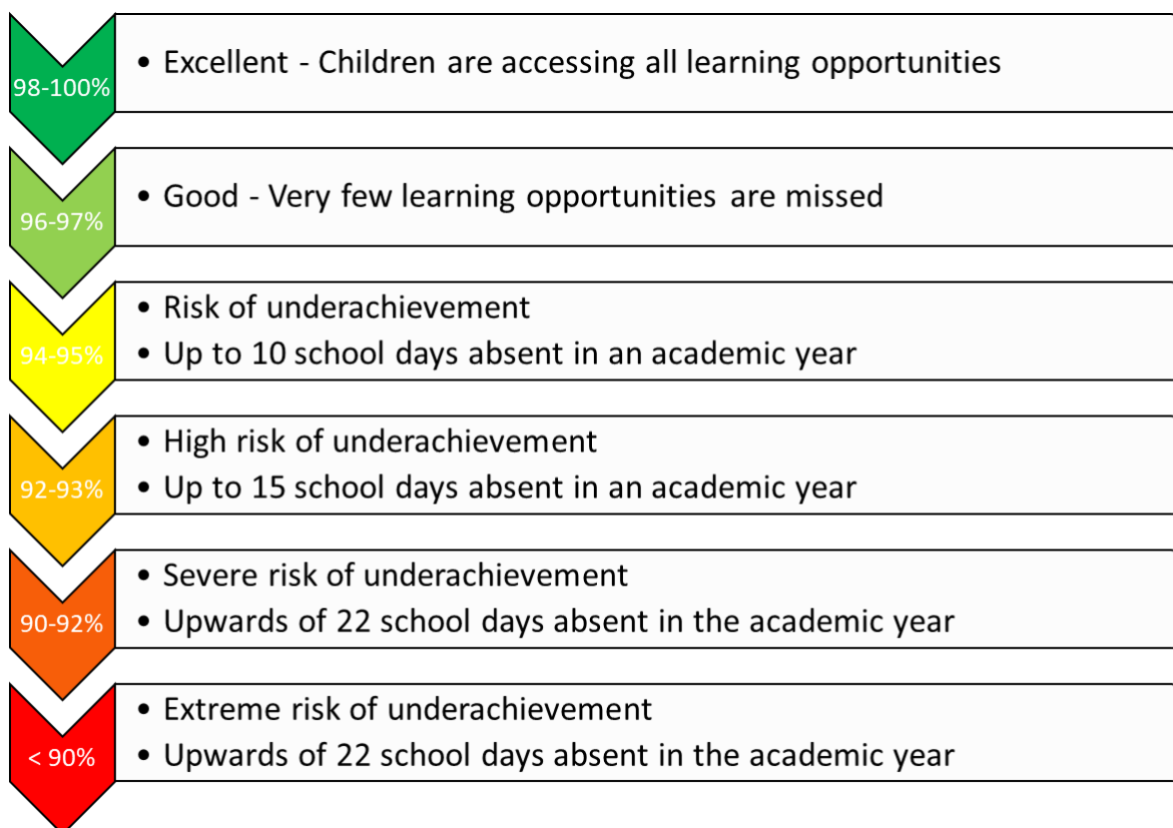 98-100%
• Excellent - Children are accessing all learning opportunities
96-97%
• Good - Very few learning opportunities are missed
94-95%
• Risk of underachievement
• Up to 10 school days absent in an academic year
92-93%
• High risk of underachievement
• Up to 15 school days absent in an academic year
90-92%
• Severe risk of underachievement
• Upwards of 22 school days absent in the academic year
< 90%
• Extreme risk of underachievement
• Upwards of 22 school days absent in the academic year